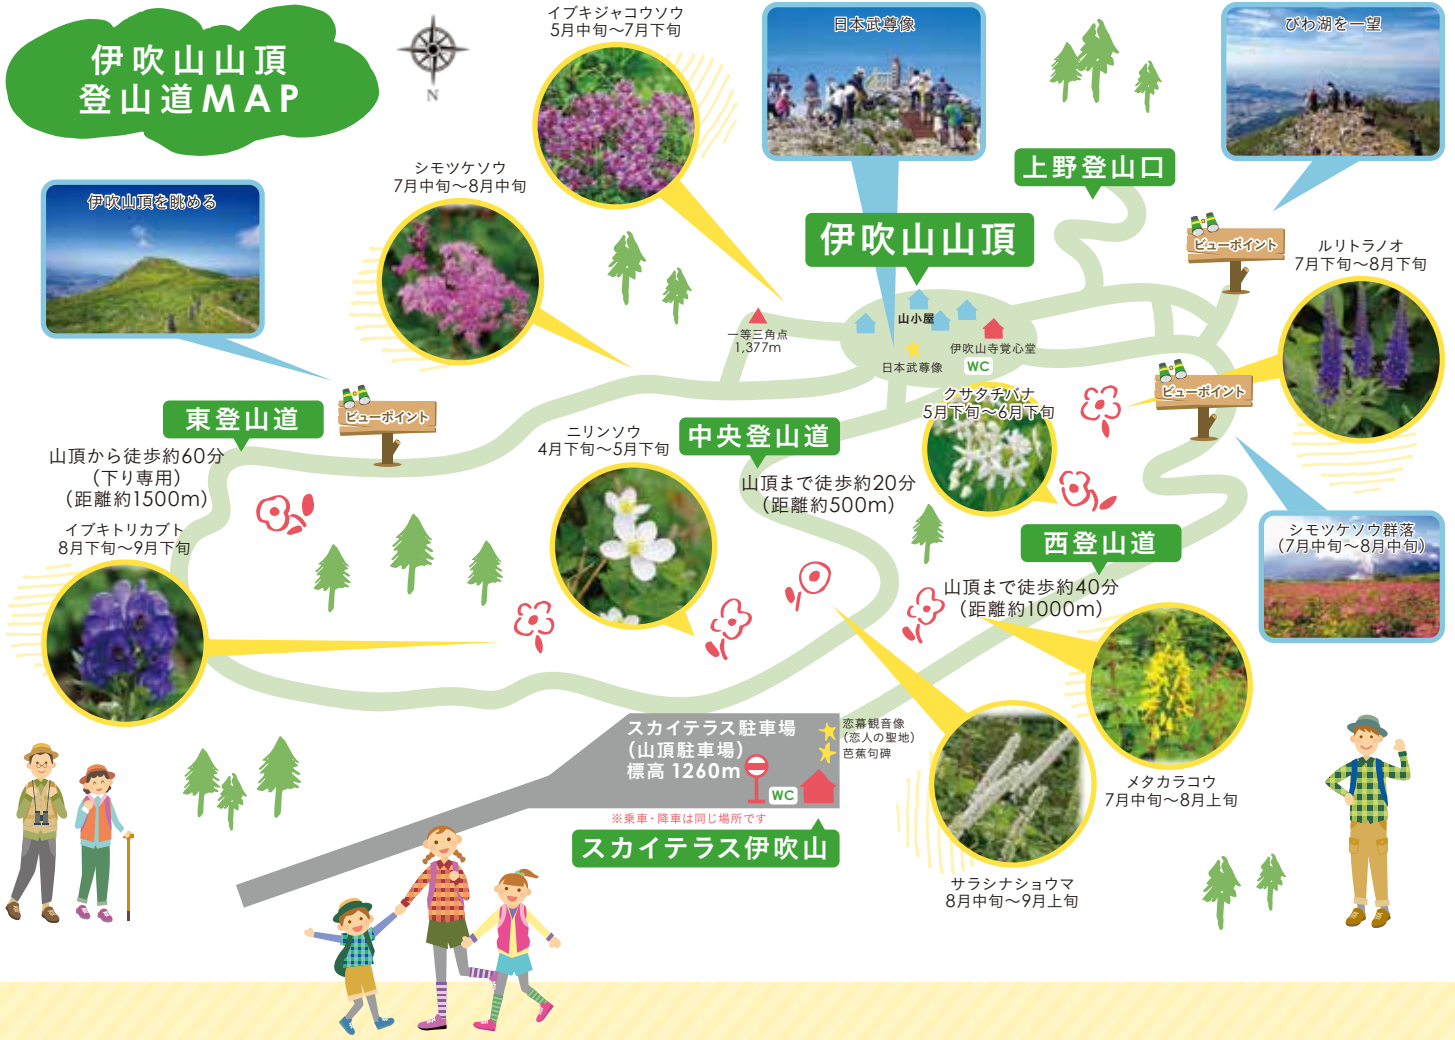 伊吹山山頂
登山道MAP
N
イブキジャコウソウ
5月中旬～7月下旬
日本武尊像
びわ湖を一望
シモツケソウ
7月中旬～8月中旬
上野登山口
伊吹山頂を眺める
伊吹山山頂
ビューポイント
ルリトラノオ
7月下旬～8月下旬
山小屋
一等三角点
1,377m
日本武尊像
伊吹山寺覚心堂
WC
ビューポイント
クサタチバナ
5月下旬～6月下旬
東登山道
ビューポイント
山頂から徒歩約60分
(下り専用)
(距離約1500m)
ニリンソウ
4月下旬～5月下旬
中央登山道
山頂まで徒歩約20分
(距離約500m)
イブキトリカブト
8月下旬～9月下旬
西登山道
山頂まで徒歩約40分
(距離約1000m)
シモツケソウ群落
(7月中旬～8月中旬)
スカイテラス駐車場
(山頂駐車場)
標高 1260m
WC
恋慕観音像
(恋人の聖地)
芭蕉句碑
※乗車・降車は同じ場所です
スカイテラス伊吹山
メタカラコウ
7月中旬～8月上旬
サラシナショウマ
8月中旬～9月上旬